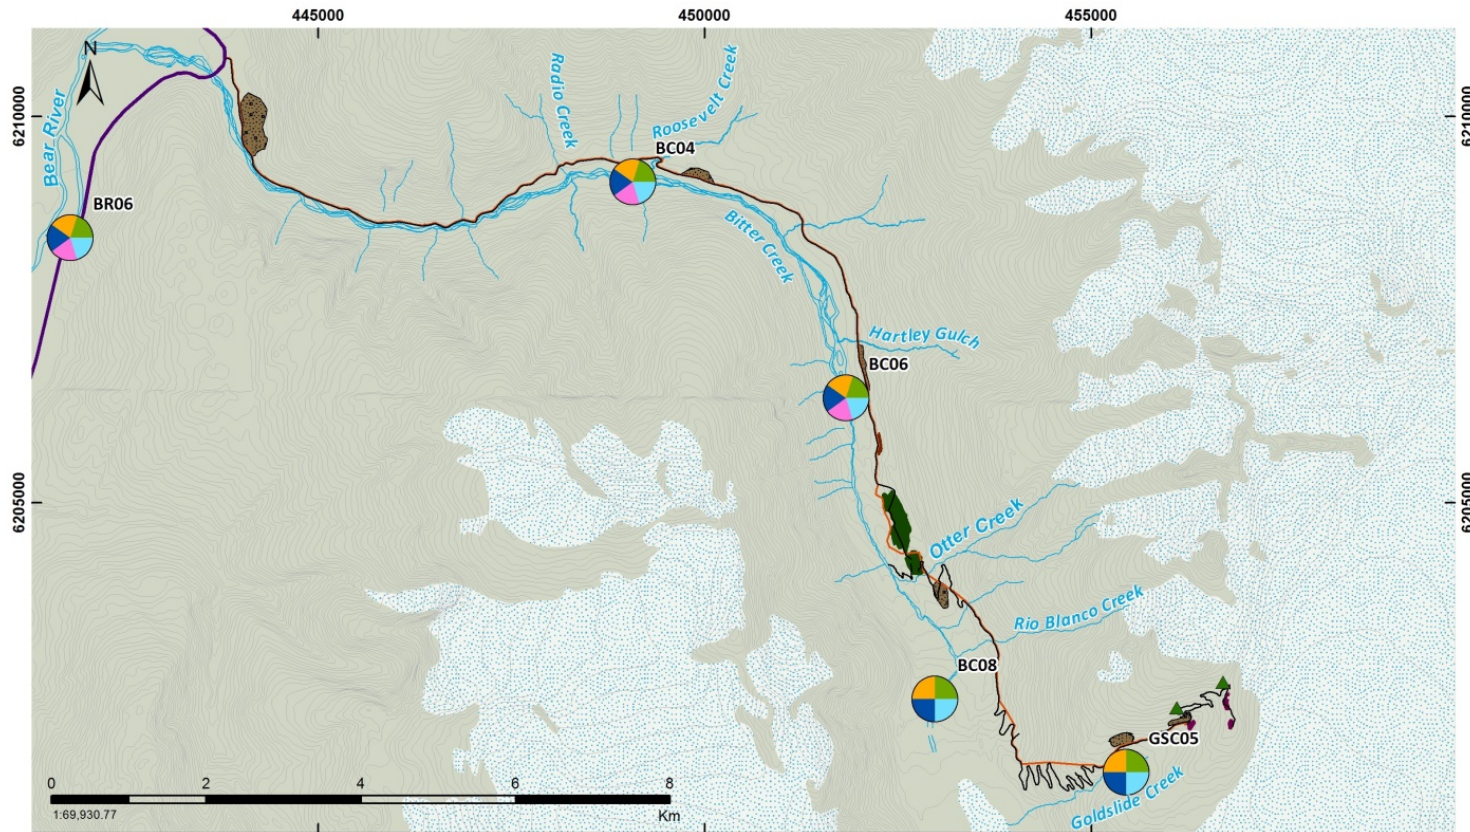 445000
450000
455000
6210000
6210000
N
Bear River
Radio Creek
Roosevelt Creek
BC04
BR06
Bitter Creek
Hartley Gulch
BC06
6205000
6205000
Otter Creek
Rio Blanco Creek
BC08
GSC05
Goldslide Creek
0 2 4 6 8
1:69,930.77
Km